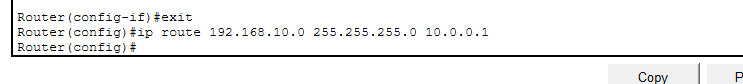 Router(config-if)#exit
Router(config)#ip route 192.168.10.0 255.255.255.0 10.0.0.1
Router(config)#
Copy